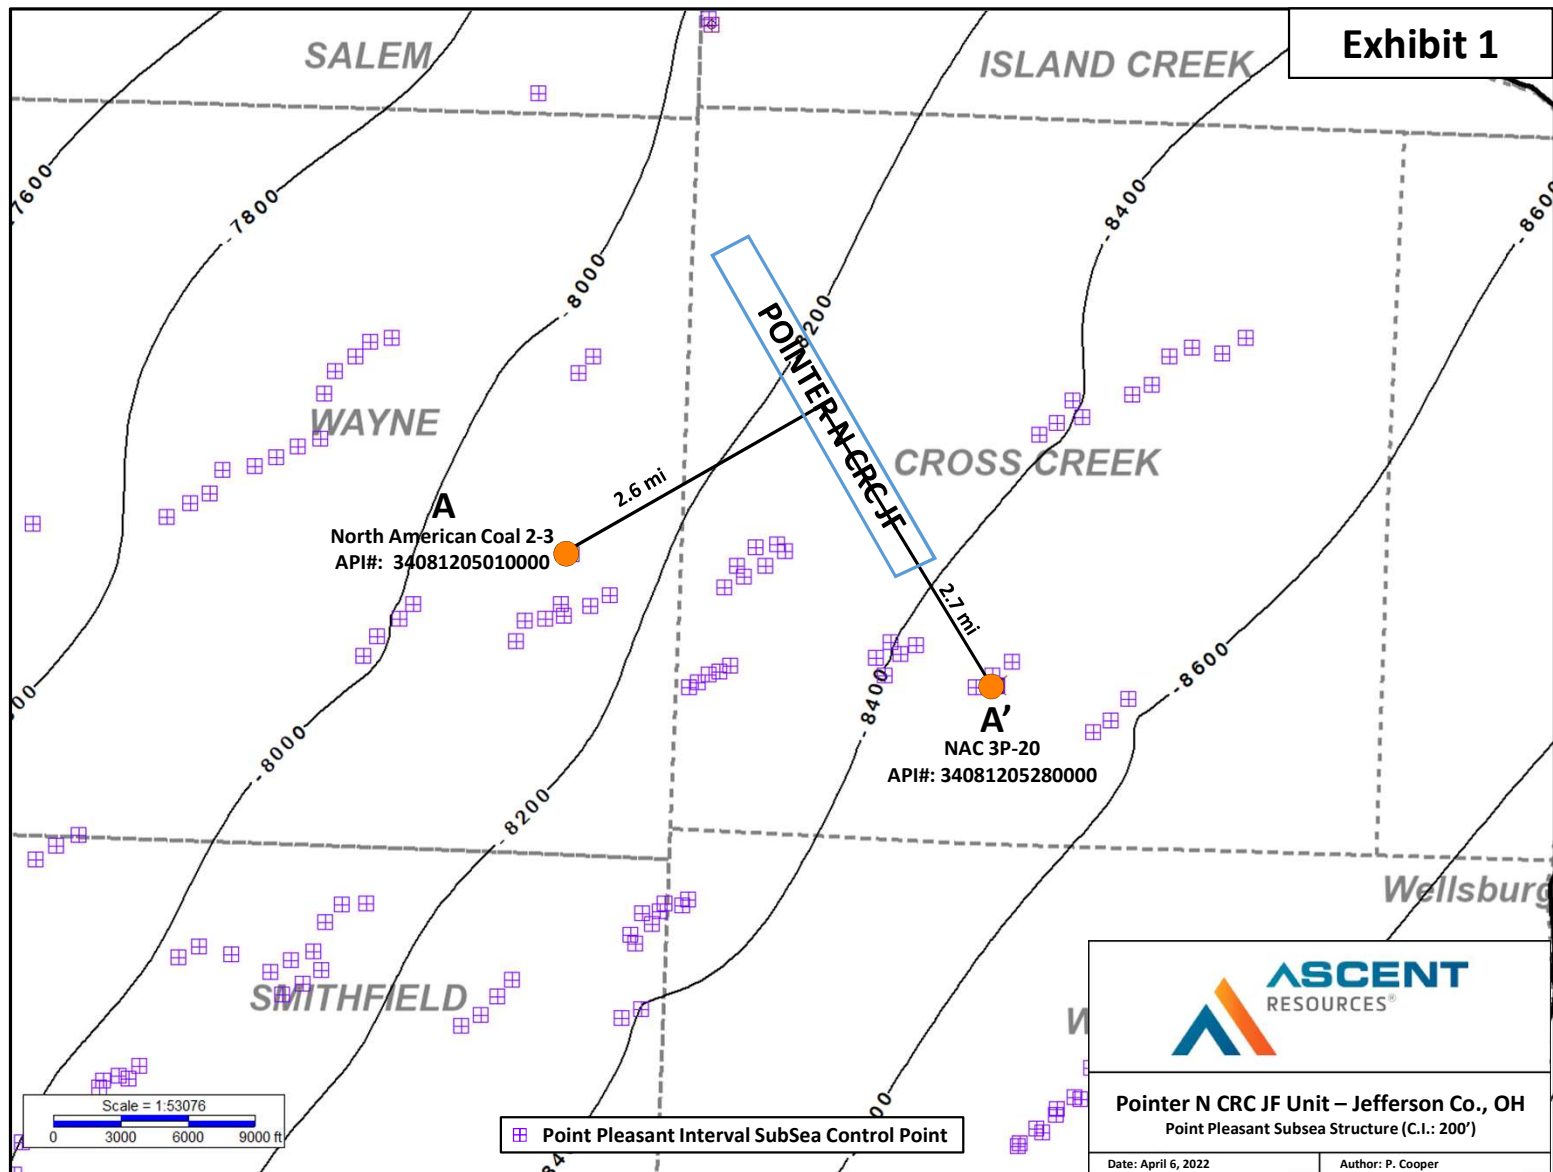 Exhibit 1
SALEM
ISLAND CREEK
-7600
-7800
-8000
-8200
-8400
-8600
POINTER N CRC JF
WAYNE
CROSS CREEK
A
North American Coal 2-3
API#: 34081205010000
2.6 mi
2.7 mi
A’
NAC 3P-20
API#: 34081205280000
-8600
-8400
-8000
-8200
Wellsburg
SMITHFIELD
W
ASCENT
RESOURCES®
Scale = 1:53076
0 3000 6000 9000 ft
Point Pleasant Interval SubSea Control Point
Pointer N CRC JF Unit – Jefferson Co., OH
Point Pleasant Subsea Structure (C.I.: 200’)
Date: April 6, 2022
Author: P. Cooper